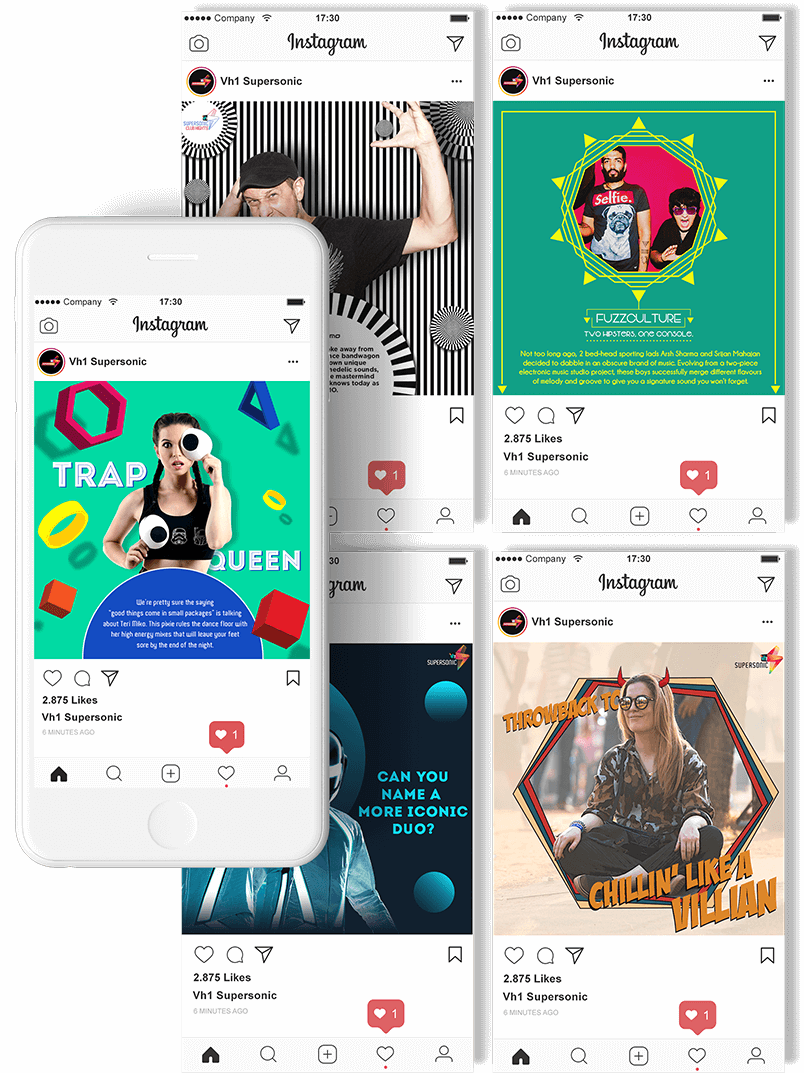 Company 17:30
Instagram
Vh1 Supersonic
SUPERSONIC
CLUB NIGHTS
oke away from
nce bandwagon
own unique
hedelic sounds,
e mastermind
knows today as
IO.
1
Company 17:30
Instagram
Vh1 Supersonic
Selfie.
FUZZCULTURE
TWO HIPSTERS, ONE CONSOLE.
Not too long ago, 2 bed-head sporting lads Arsh Sharma and Srijan Mahajan
decided to dabble in an obscure brand of music. Evolving from a two-piece
electronic music studio project, these boys successfully merge different flavours
of melody and groove to give you a signature sound you won't forget.
2.875 Likes
Vh1 Supersonic
6 MINUTES AGO
1
Company 17:30
Instagram
Vh1 Supersonic
TRAP
QUEEN
We're pretty sure the saying
"good things come in small packages" is talking
about Teri Miko. This pixie rules the dance floor with
her high energy mixes that will leave your feet
sore by the end of the night.
2.875 Likes
Vh1 Supersonic
6 MINUTES AGO
1
:30
gram
SUPERSONIC
CAN YOU
NAME A
MORE ICONIC
DUO?
2.875 Likes
Vh1 Supersonic
6 MINUTES AGO
1
Company 17:30
Instagram
Vh1 Supersonic
SUPERSONIC
THROWBACK TO
CHILLIN' LIKE A
VILLIAN
2.875 Likes
Vh1 Supersonic
6 MINUTES AGO
1